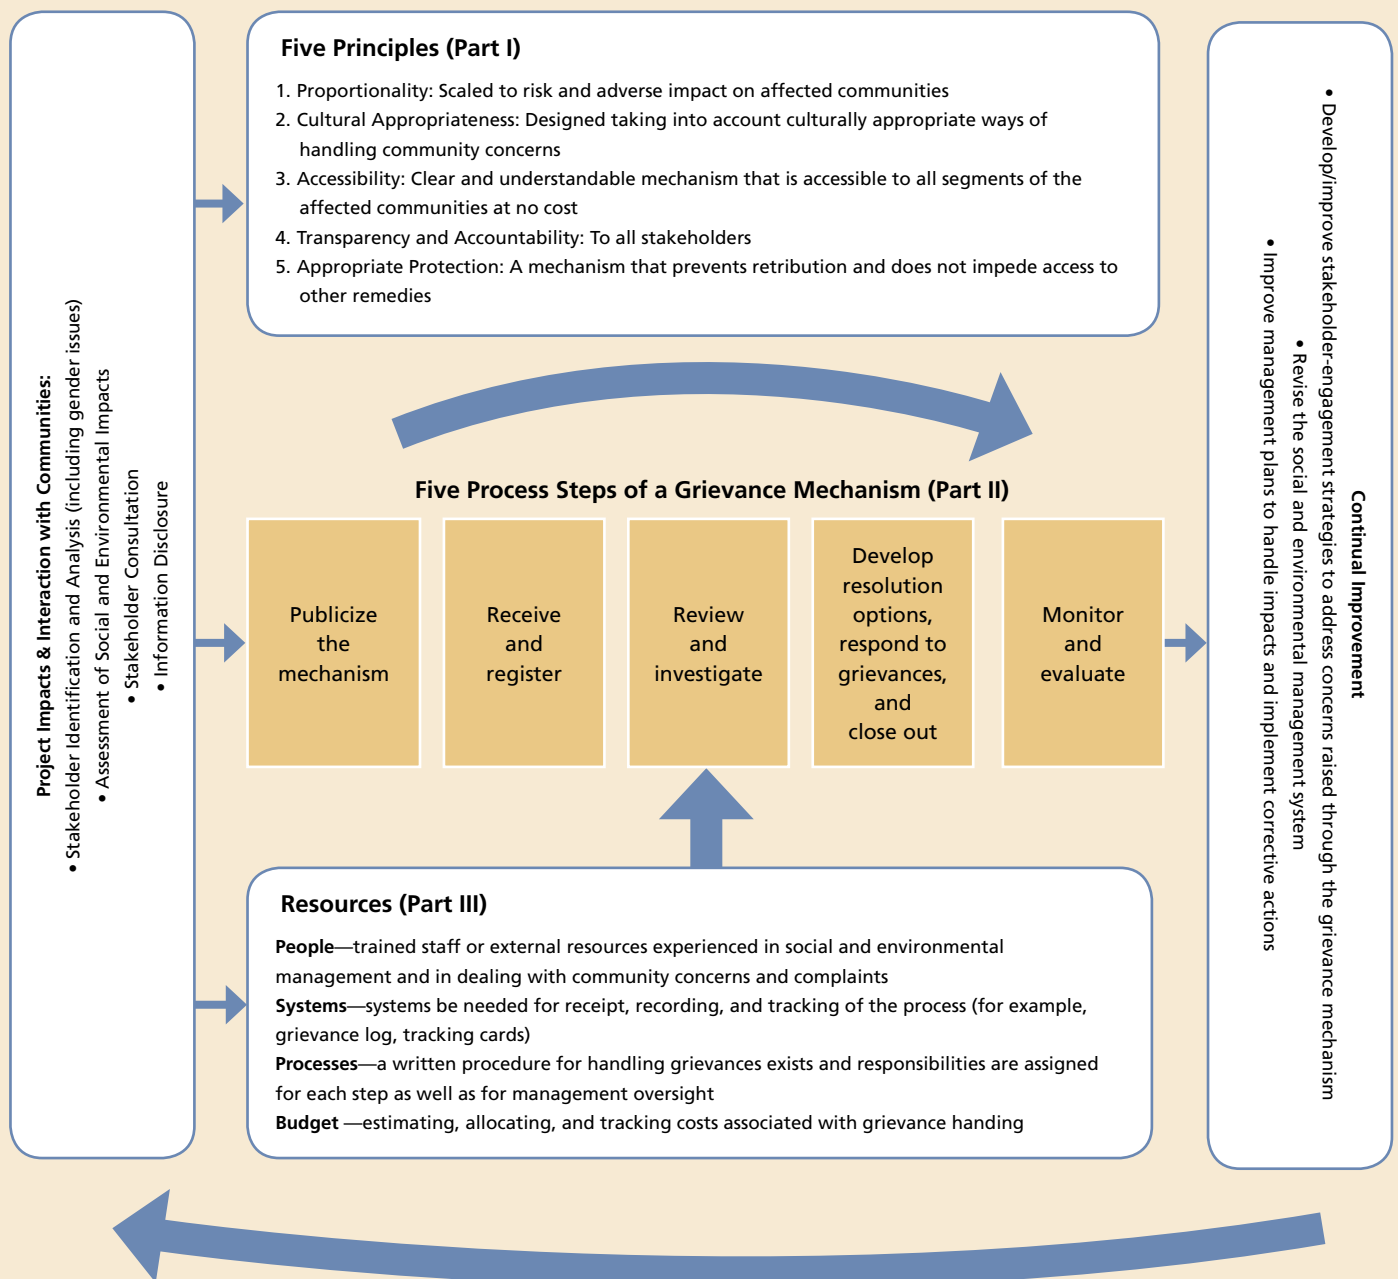 Project Impacts & Interaction with Communities:
• Stakeholder Identification and Analysis (including gender issues)
• Assessment of Social and Environmental Impacts
• Stakeholder Consultation
• Information Disclosure
Five Principles (Part I)
1. Proportionality: Scaled to risk and adverse impact on affected communities
2. Cultural Appropriateness: Designed taking into account culturally appropriate ways of
handling community concerns
3. Accessibility: Clear and understandable mechanism that is accessible to all segments of the
affected communities at no cost
4. Transparency and Accountability: To all stakeholders
5. Appropriate Protection: A mechanism that prevents retribution and does not impede access to
other remedies
Five Process Steps of a Grievance Mechanism (Part II)
Publicize
the
mechanism
Receive
and
register
Review
and
investigate
Develop
resolution
options,
respond to
grievances,
and
close out
Monitor
and
evaluate
Resources (Part III)
People—trained staff or external resources experienced in social and environmental
management and in dealing with community concerns and complaints
Systems—systems be needed for receipt, recording, and tracking of the process (for example,
grievance log, tracking cards)
Processes—a written procedure for handling grievances exists and responsibilities are assigned
for each step as well as for management oversight
Budget —estimating, allocating, and tracking costs associated with grievance handing
Continual Improvement
• Develop/improve stakeholder-engagement strategies to address concerns raised through the grievance mechanism
• Revise the social and environmental management system
• Improve management plans to handle impacts and implement corrective actions